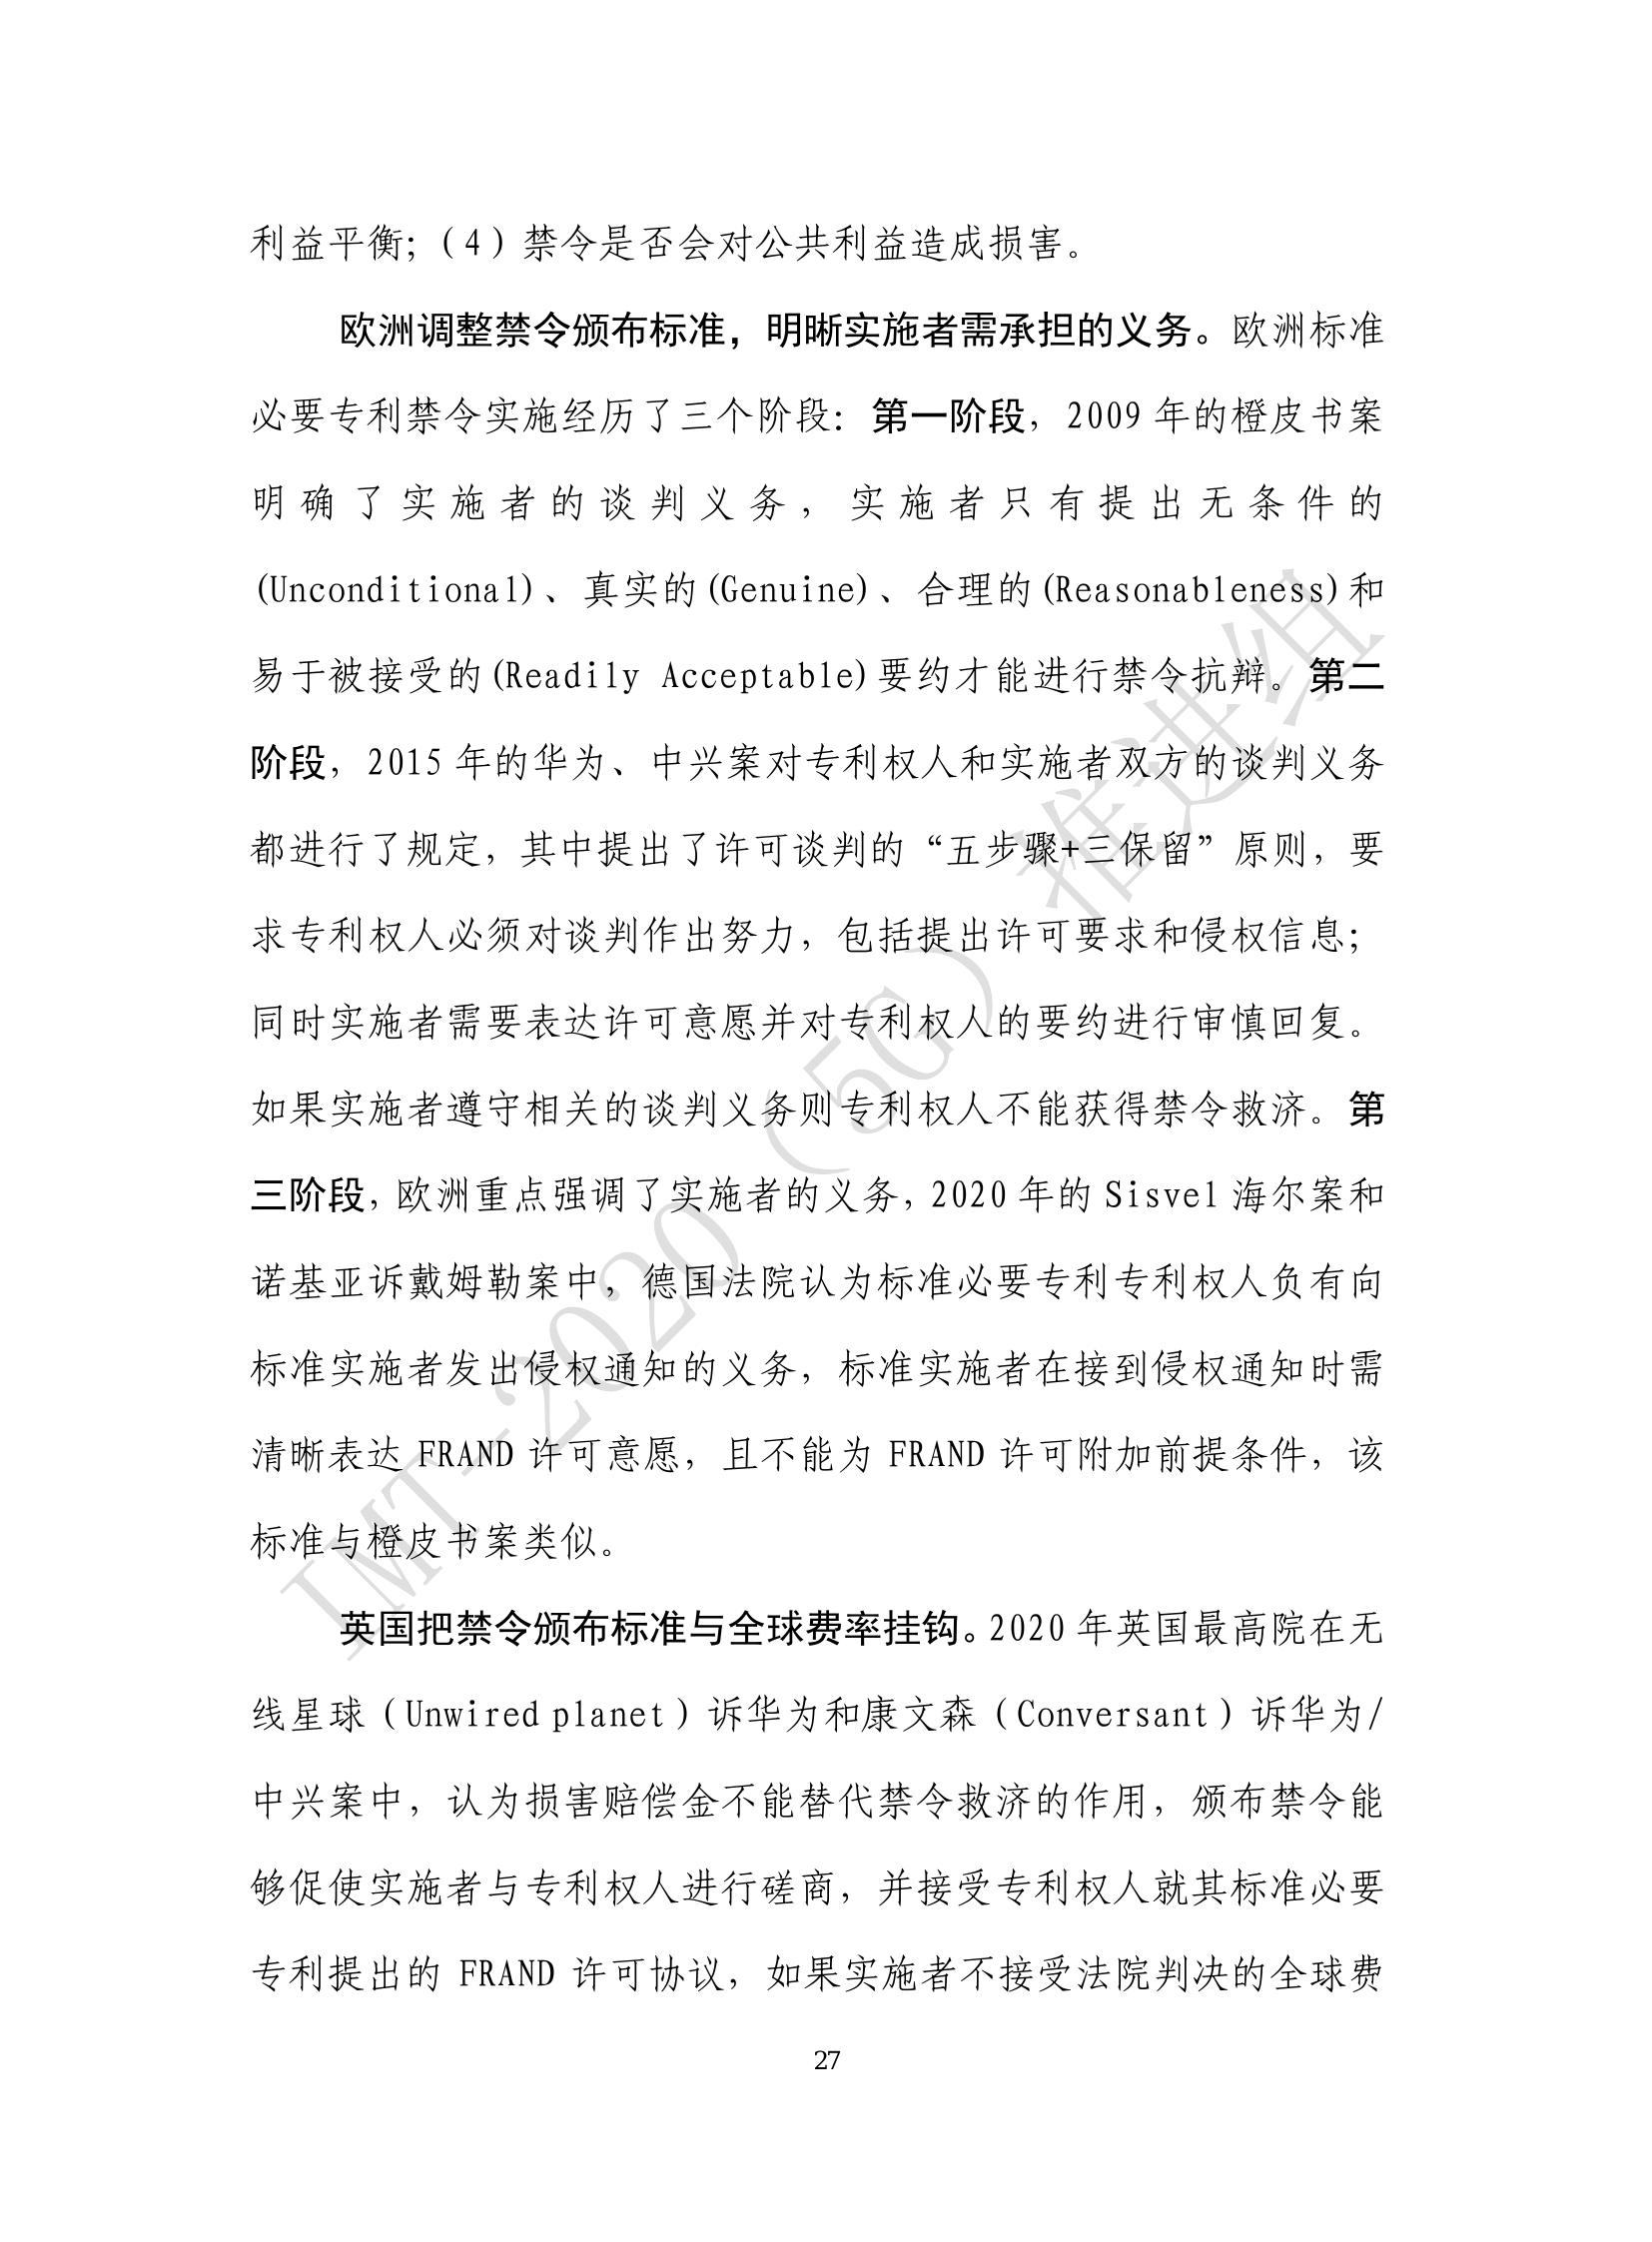 利益平衡；（4）禁令是否会对公共利益造成损害。
欧洲调整禁令颁布标准，明晰实施者需承担的义务。欧洲标准
必要专利禁令实施经历了三个阶段：第一阶段，2009 年的橙皮书案
明确了实施者的谈判义务，实施者只有提出无条件的
(Unconditional)、真实的(Genuine)、合理的(Reasonableness)和
易于被接受的(Readily Acceptable)要约才能进行禁令抗辩。第二
阶段，2015 年的华为、中兴案对专利权人和实施者双方的谈判义务
都进行了规定，其中提出了许可谈判的“五步骤+三保留”原则，要
求专利权人必须对谈判作出努力，包括提出许可要求和侵权信息；
同时实施者需要表达许可意愿并对专利权人的要约进行审慎回复。
如果实施者遵守相关的谈判义务则专利权人不能获得禁令救济。第
三阶段，欧洲重点强调了实施者的义务，2020 年的 Sisvel 海尔案和
诺基亚诉戴姆勒案中，德国法院认为标准必要专利专利权人负有向
标准实施者发出侵权通知的义务，标准实施者在接到侵权通知时需
清晰表达 FRAND 许可意愿，且不能为 FRAND 许可附加前提条件，该
标准与橙皮书案类似。
英国把禁令颁布标准与全球费率挂钩。2020 年英国最高院在无
线星球（Unwired planet）诉华为和康文森（Conversant）诉华为/
中兴案中，认为损害赔偿金不能替代禁令救济的作用，颁布禁令能
够促使实施者与专利权人进行磋商，并接受专利权人就其标准必要
专利提出的 FRAND 许可协议，如果实施者不接受法院判决的全球费
27
IMT-2020（5G）推进组